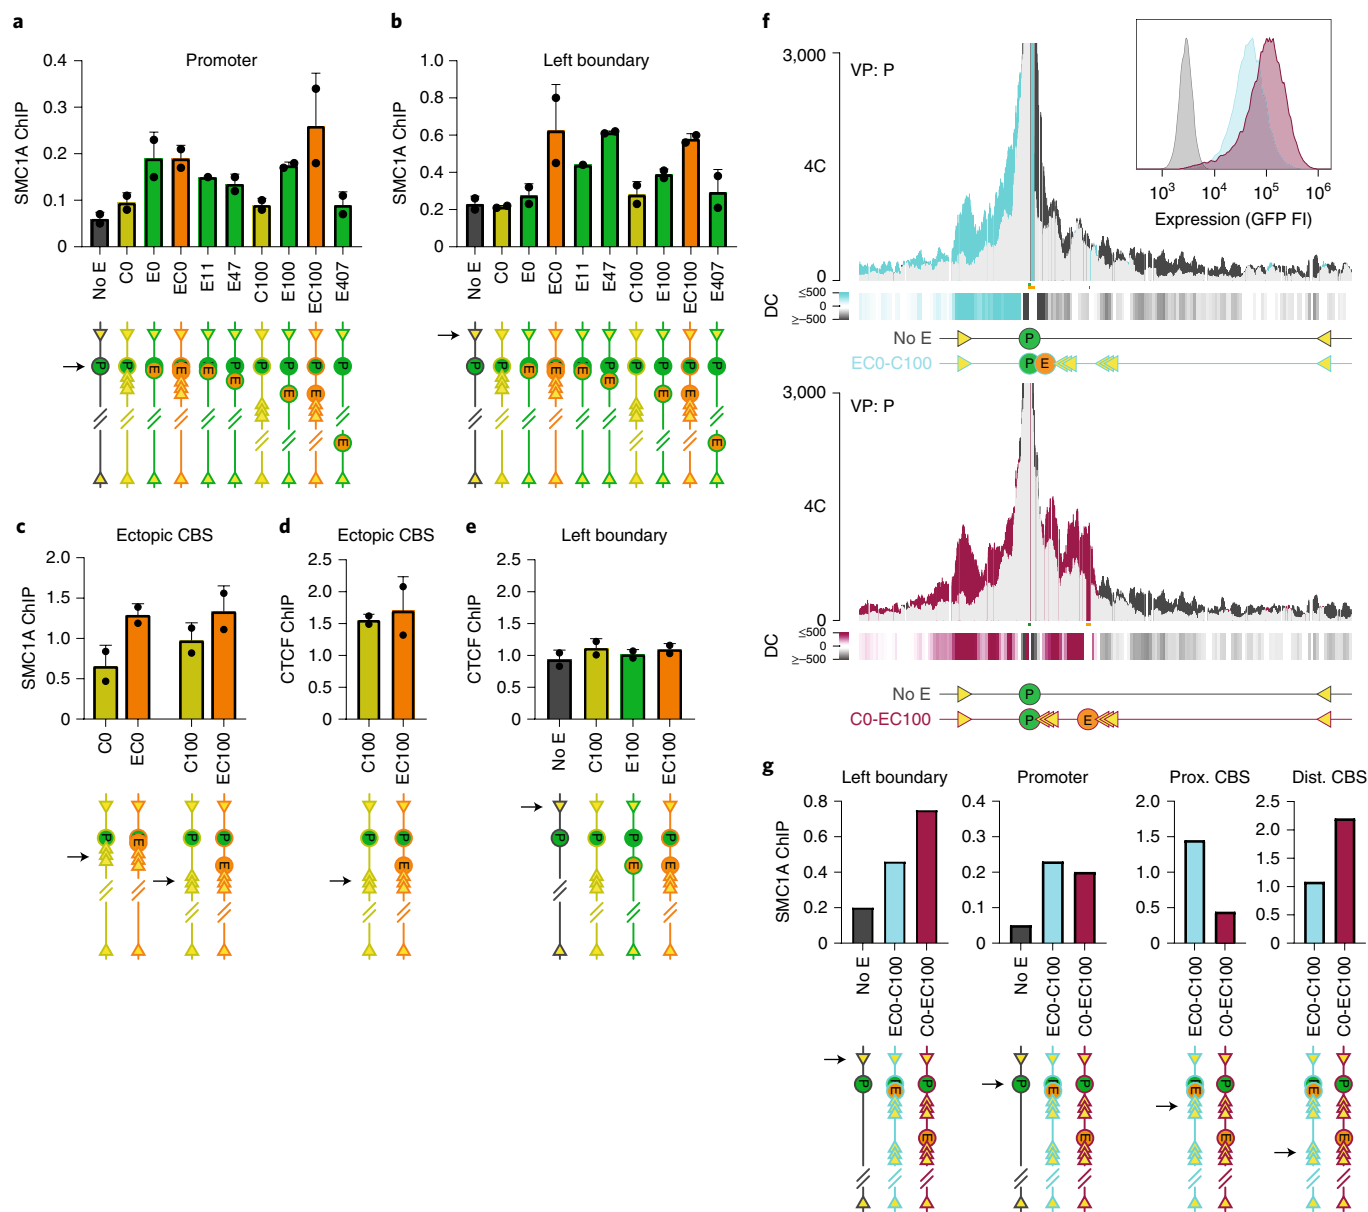 a
Promoter
SMC1A ChIP
0.4
0.3
0.2
0.1
0
No E
C0
E0
EC0
E11
E47
C100
E100
EC100
E407
P
P
E
E
E
P
E
P
P
E
P
E
P
E
b
Left boundary
SMC1A ChIP
1.0
0.8
0.6
0.4
0.2
0
No E
C0
E0
EC0
E11
E47
C100
E100
EC100
E407
P
P
E
E
E
P
E
P
P
E
P
E
P
E
c
Ectopic CBS
SMC1A ChIP
2.0
1.5
1.0
0.5
0
C0
EC0
C100
EC100
P
E
P
P
E
d
Ectopic CBS
CTCF ChIP
2.5
2.0
1.5
1.0
0.5
0
C100
EC100
P
P
E
e
Left boundary
CTCF ChIP
2.5
2.0
1.5
1.0
0.5
0
No E
C100
E100
EC100
P
P
P
E
P
E
f
3,000
VP: P
4C
0
10³ 10⁴ 10⁵ 10⁶
Expression (GFP FI)
DC
≤500
0
≥−500
No E
P
EC0-C100
P E
3,000
VP: P
4C
0
DC
≤500
0
≥−500
No E
P
C0-EC100
P E
g
Left boundary
SMC1A ChIP
0.8
0.6
0.4
0.2
0
No E
EC0-C100
C0-EC100
P
E
P
E
Promoter
0.4
0.3
0.2
0.1
0
No E
EC0-C100
C0-EC100
P
E
P
E
Prox. CBS
2.0
1.5
1.0
0.5
0
EC0-C100
C0-EC100
E
P
E
Dist. CBS
2.5
2.0
1.5
1.0
0.5
0
EC0-C100
C0-EC100
E
P
E